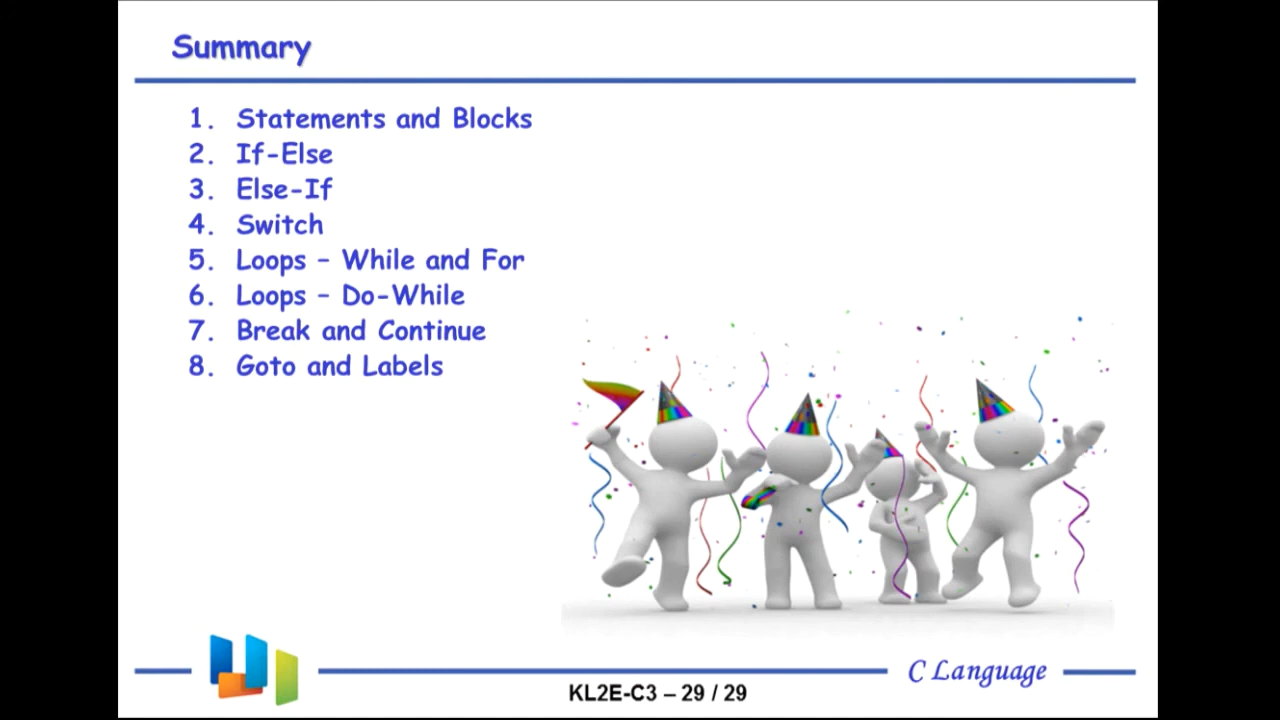 Summary
1. Statements and Blocks
2. If-Else
3. Else-If
4. Switch
5. Loops – While and For
6. Loops – Do-While
7. Break and Continue
8. Goto and Labels
C Language
KL2E-C3 – 29 / 29